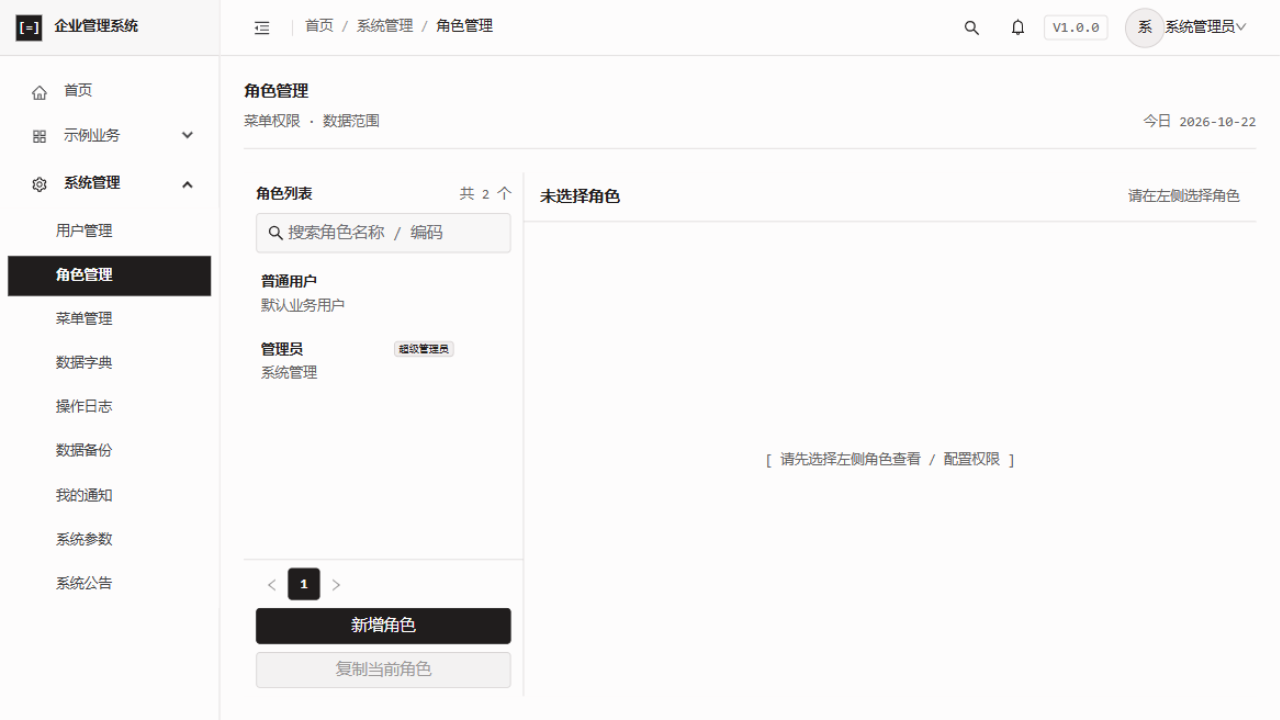 [=] 企业管理系统
首页 / 系统管理 / 角色管理
V1.0.0
系 系统管理员
首页
示例业务
系统管理
用户管理
角色管理
菜单管理
数据字典
操作日志
数据备份
我的通知
系统参数
系统公告
角色管理
菜单权限 · 数据范围
今日 2026-10-22
角色列表
共 2 个
搜索角色名称 / 编码
普通用户
默认业务用户
管理员 超级管理员
系统管理
< 1 >
新增角色
复制当前角色
未选择角色
请在左侧选择角色
[ 请先选择左侧角色查看 / 配置权限 ]